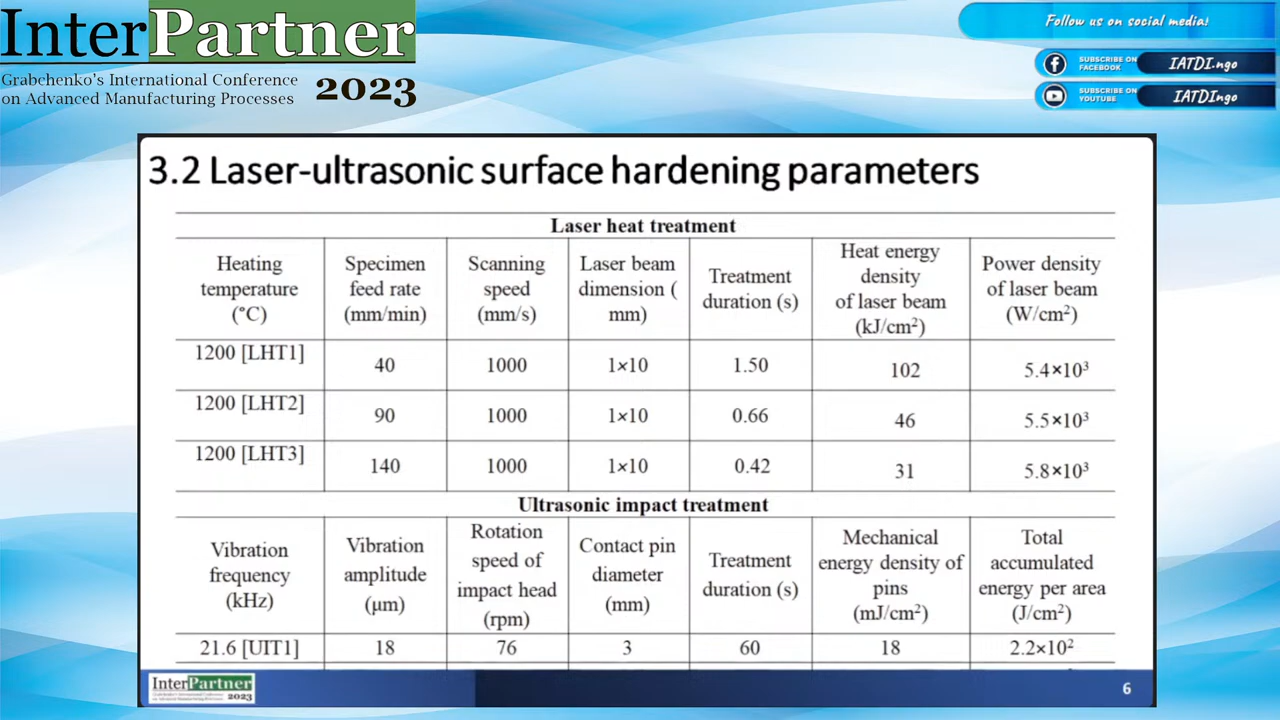 InterPartner
Grabchenko's International Conference
on Advanced Manufacturing Processes
2023
Follow us on social media!
SUBSCRIBE ON
FACEBOOK
IATDI.ngo
SUBSCRIBE ON
YOUTUBE
IATDIngo
3.2 Laser-ultrasonic surface hardening parameters
Laser heat treatment
Heating temperature (°C) Specimen feed rate (mm/min) Scanning speed (mm/s) Laser beam dimension ( mm) Treatment duration (s) Heat energy density of laser beam (kJ/cm²) Power density of laser beam (W/cm²)
1200 [LHT1] 40 1000 1×10 1.50 102 5.4×10³
1200 [LHT2] 90 1000 1×10 0.66 46 5.5×10³
1200 [LHT3] 140 1000 1×10 0.42 31 5.8×10³
Ultrasonic impact treatment
Vibration frequency (kHz) Vibration amplitude (μm) Rotation speed of impact head (rpm) Contact pin diameter (mm) Treatment duration (s) Mechanical energy density of pins (mJ/cm²) Total accumulated energy per area (J/cm²)
21.6 [UIT1] 18 76 3 60 18 2.2×10²
InterPartner
2023
6